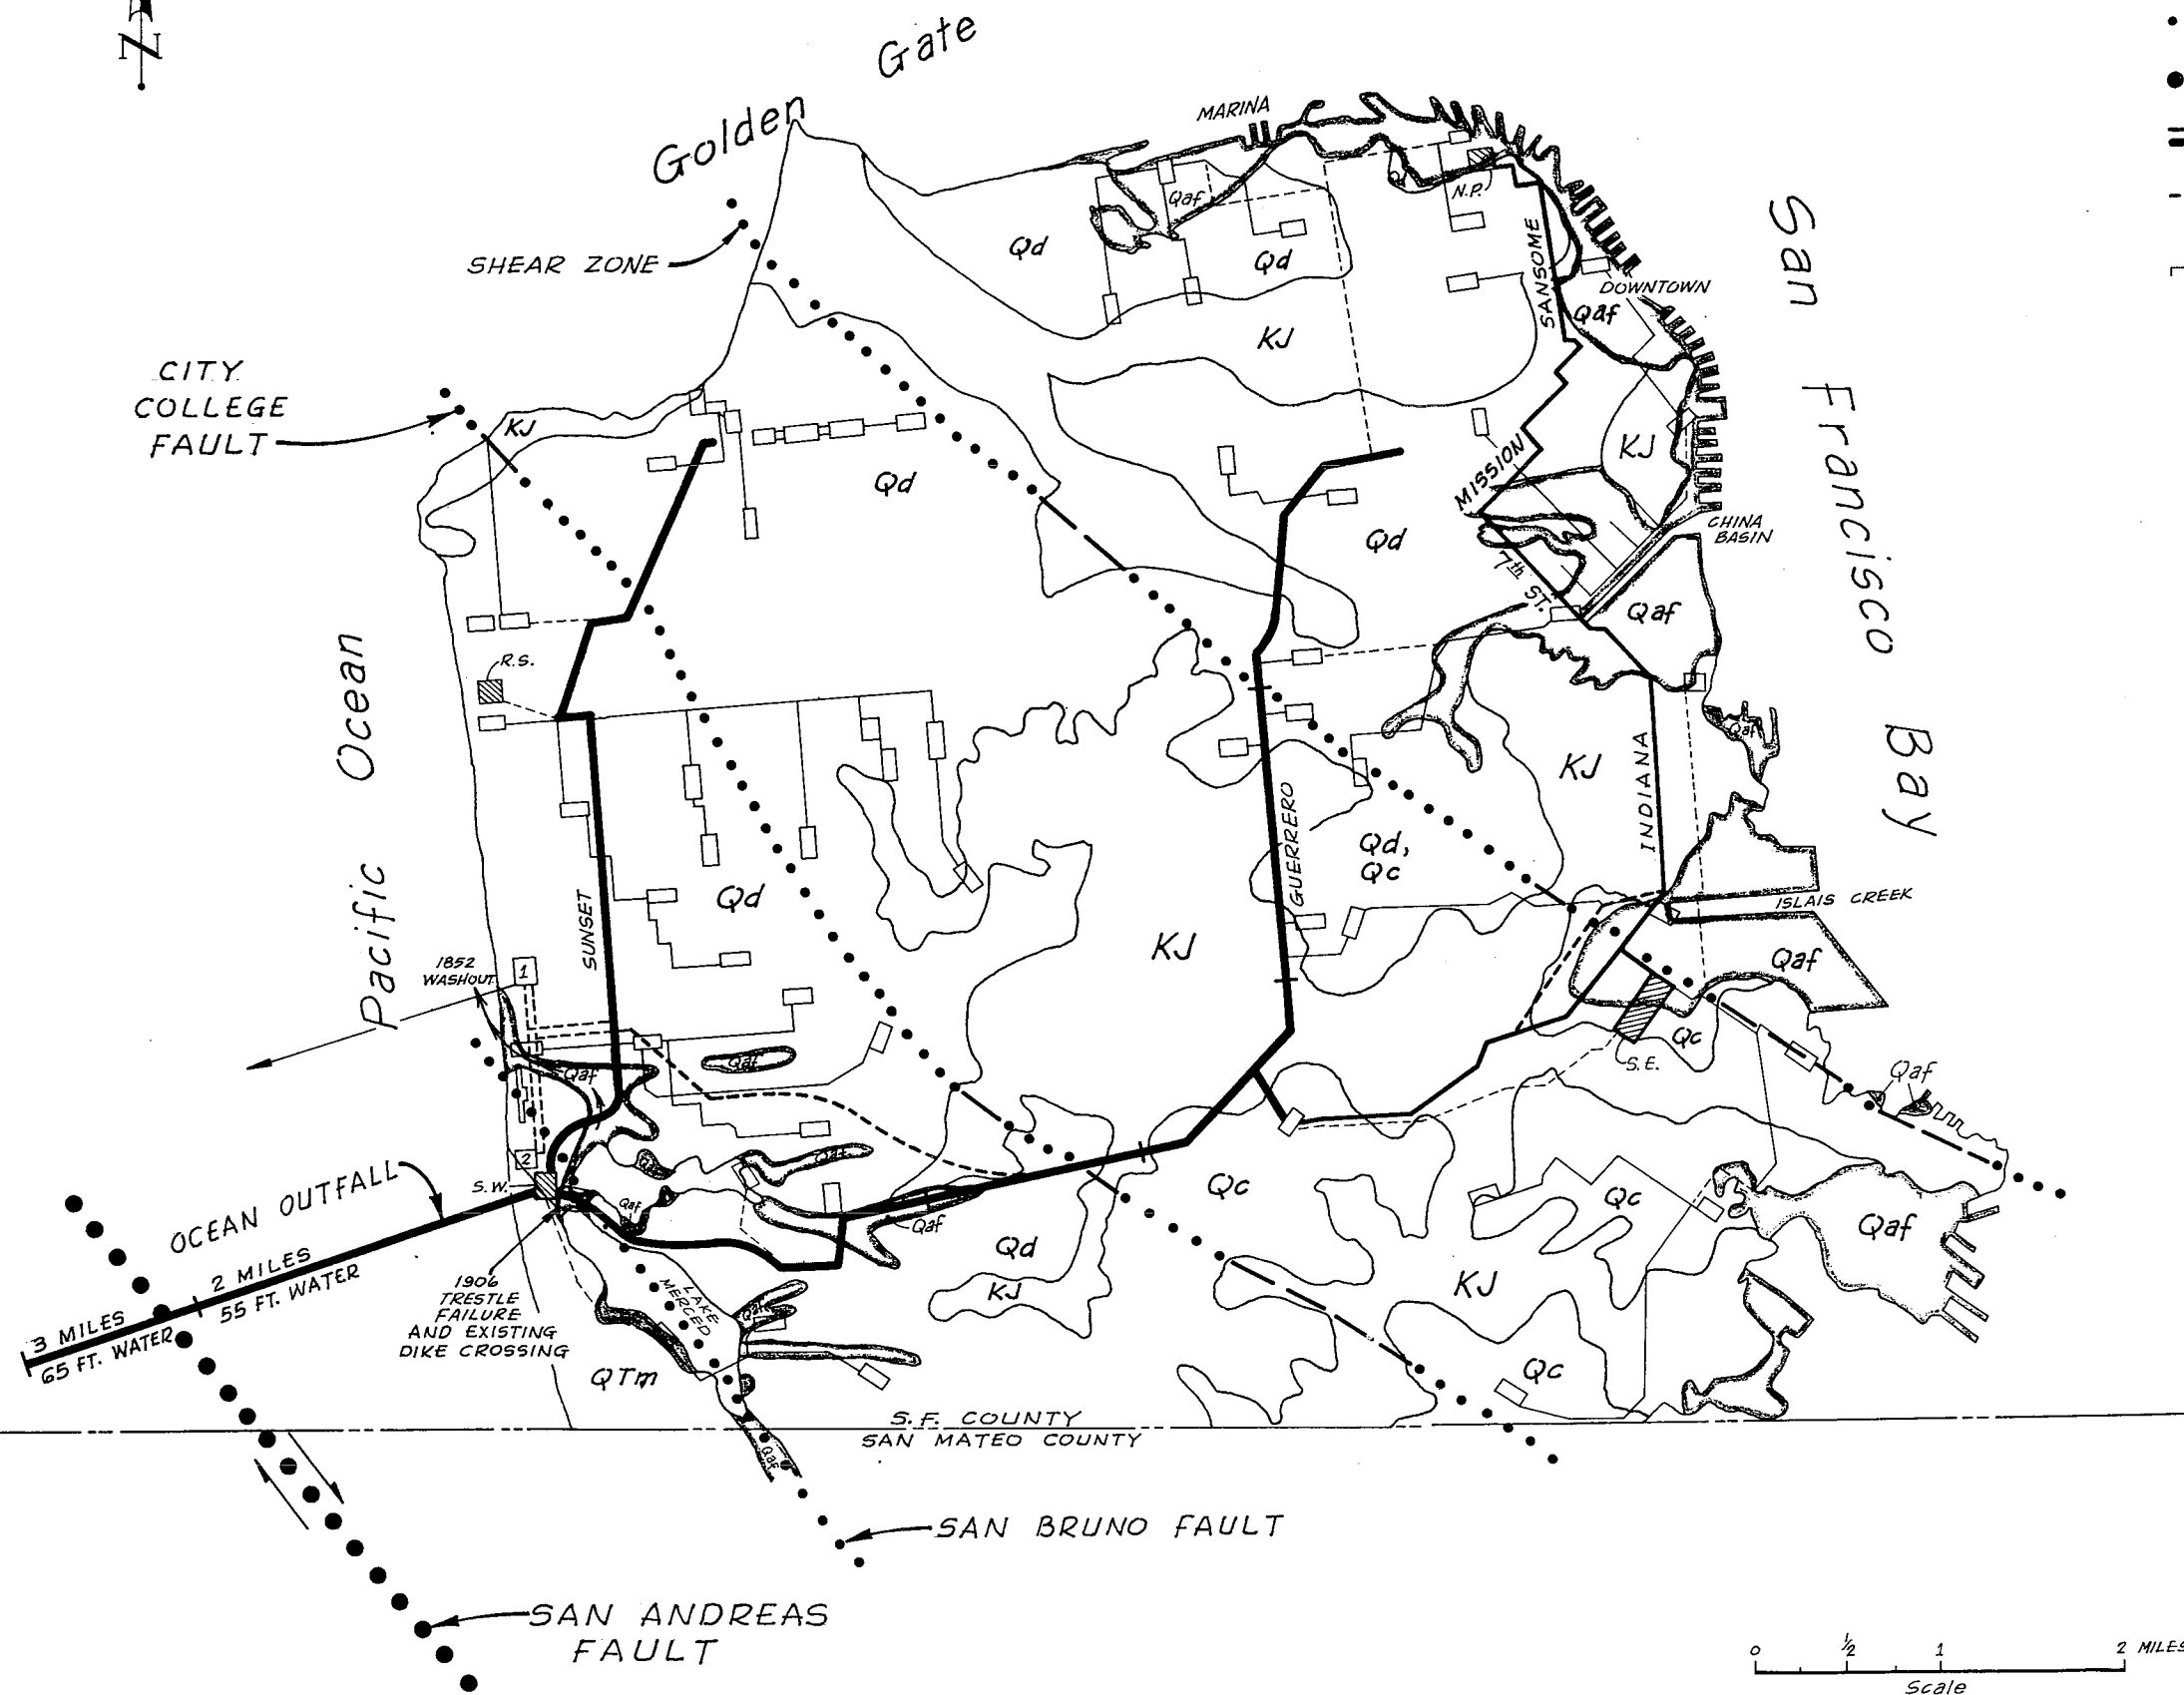 N
Golden Gate
MARINA
Qaf
N.P.
SHEAR ZONE
Qd
Qd
SANSOME
DOWNTOWN
Qaf
San Francisco Bay
KJ
CITY
COLLEGE
FAULT
KJ
Qd
KJ
MISSION
CHINA
BASIN
Qd
7th ST.
Qaf
R.S.
Pacific Ocean
Qaf
KJ
INDIANA
GUERRERO
Qd,
Qc
SUNSET
Qd
ISLAIS CREEK
KJ
Qaf
1852
WASHOUT
1
Qc
S.E.
Qaf
Qaf
Qaf
2
Qaf
S.W.
OCEAN OUTFALL
Qc
Qc
Qaf
Qaf
Qaf
Qd
KJ
KJ
2 MILES
55 FT. WATER
3 MILES
65 FT. WATER
1906
TRESTLE
FAILURE
AND EXISTING
DIKE CROSSING
LAKE
MERCED
Qaf
QTm
Qc
S.F. COUNTY
SAN MATEO COUNTY
Qaf
SAN BRUNO FAULT
SAN ANDREAS
FAULT
0 1/2 1 2 MILES
Scale